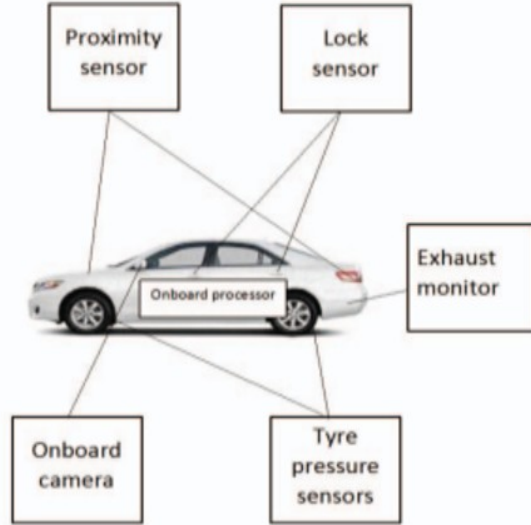 Proximity
sensor
Lock
sensor
Exhaust
monitor
Onboard processor
Onboard
camera
Tyre
pressure
sensors